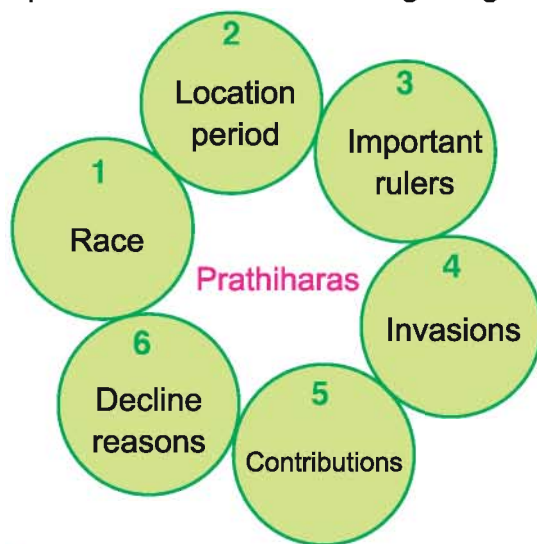 1
Race
2
Location
period
3
Important
rulers
4
Invasions
5
Contributions
6
Decline
reasons
Prathiharas